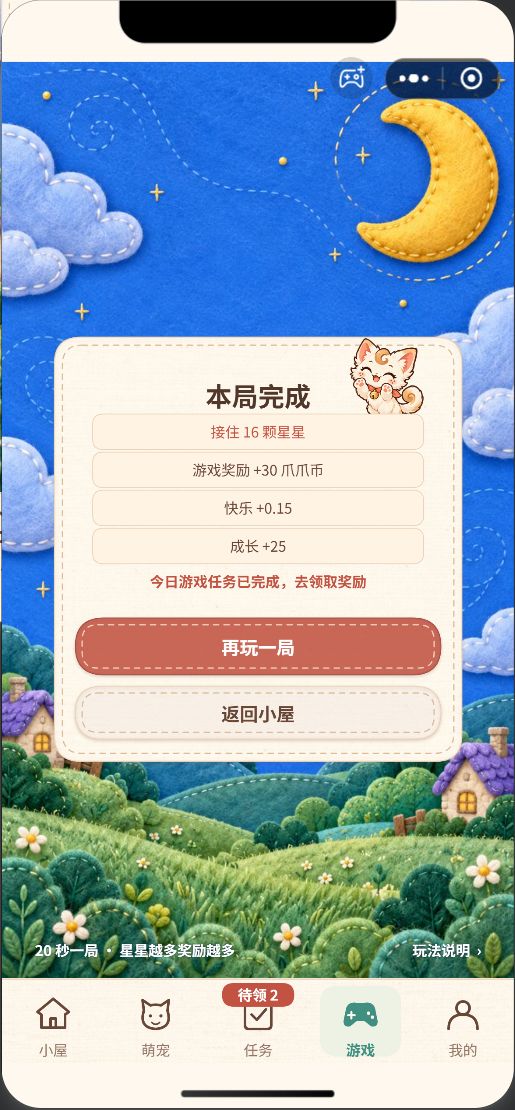 本局完成
接住 16 颗星星
游戏奖励 +30 爪爪币
快乐 +0.15
成长 +25
今日游戏任务已完成，去领取奖励
再玩一局
返回小屋
20 秒一局 · 星星越多奖励越多
玩法说明 ›
待领 2
小屋
萌宠
任务
游戏
我的